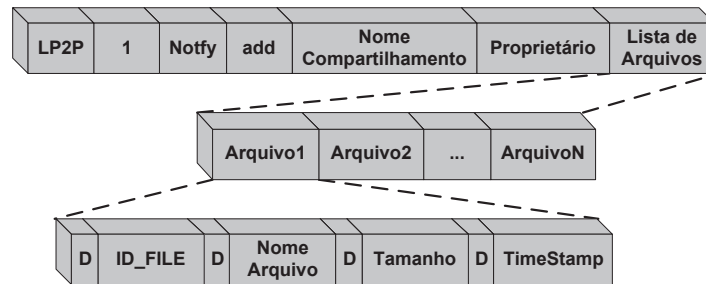 LP2P 1 Notfy add Nome Compartilhamento Proprietário Lista de Arquivos
Arquivo1 Arquivo2 ... ArquivoN
D ID_FILE D Nome Arquivo D Tamanho D TimeStamp